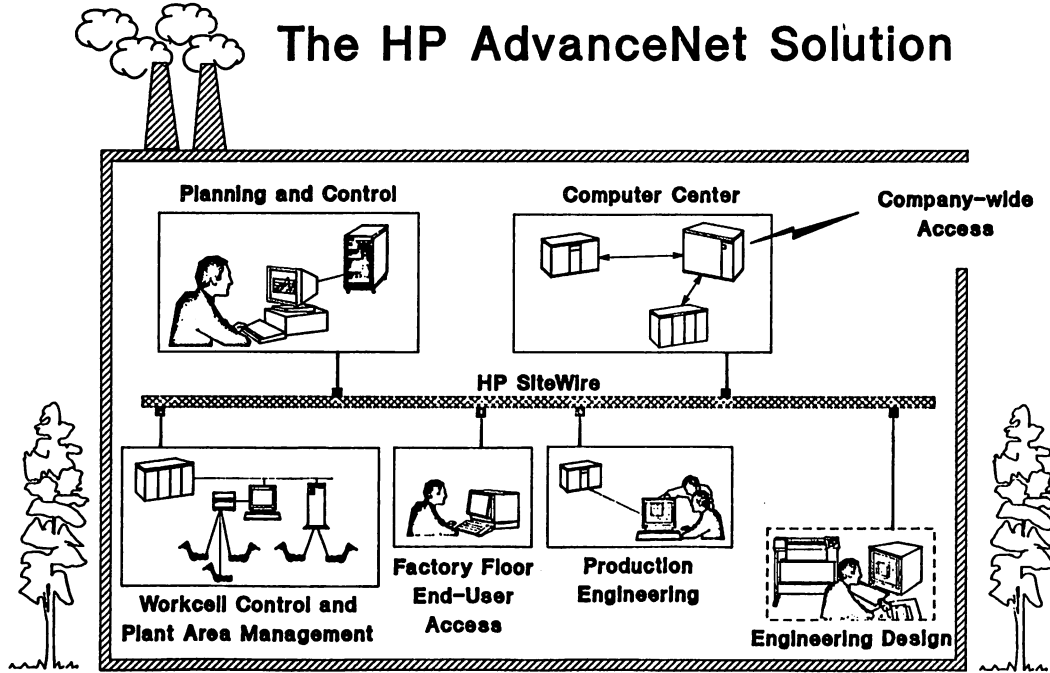 The HP AdvanceNet Solution
Planning and Control
Computer Center
Company-wide
Access
HP SiteWire
Workcell Control and
Plant Area Management
Factory Floor
End-User
Access
Production
Engineering
Engineering Design